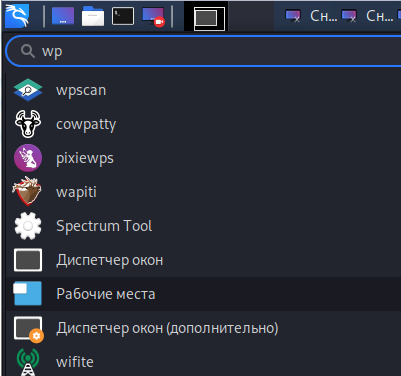 Сн...
Сн...
wp
wpscan
cowpatty
pixiewps
wapiti
Spectrum Tool
Диспетчер окон
Рабочие места
Диспетчер окон (дополнительно)
wifite